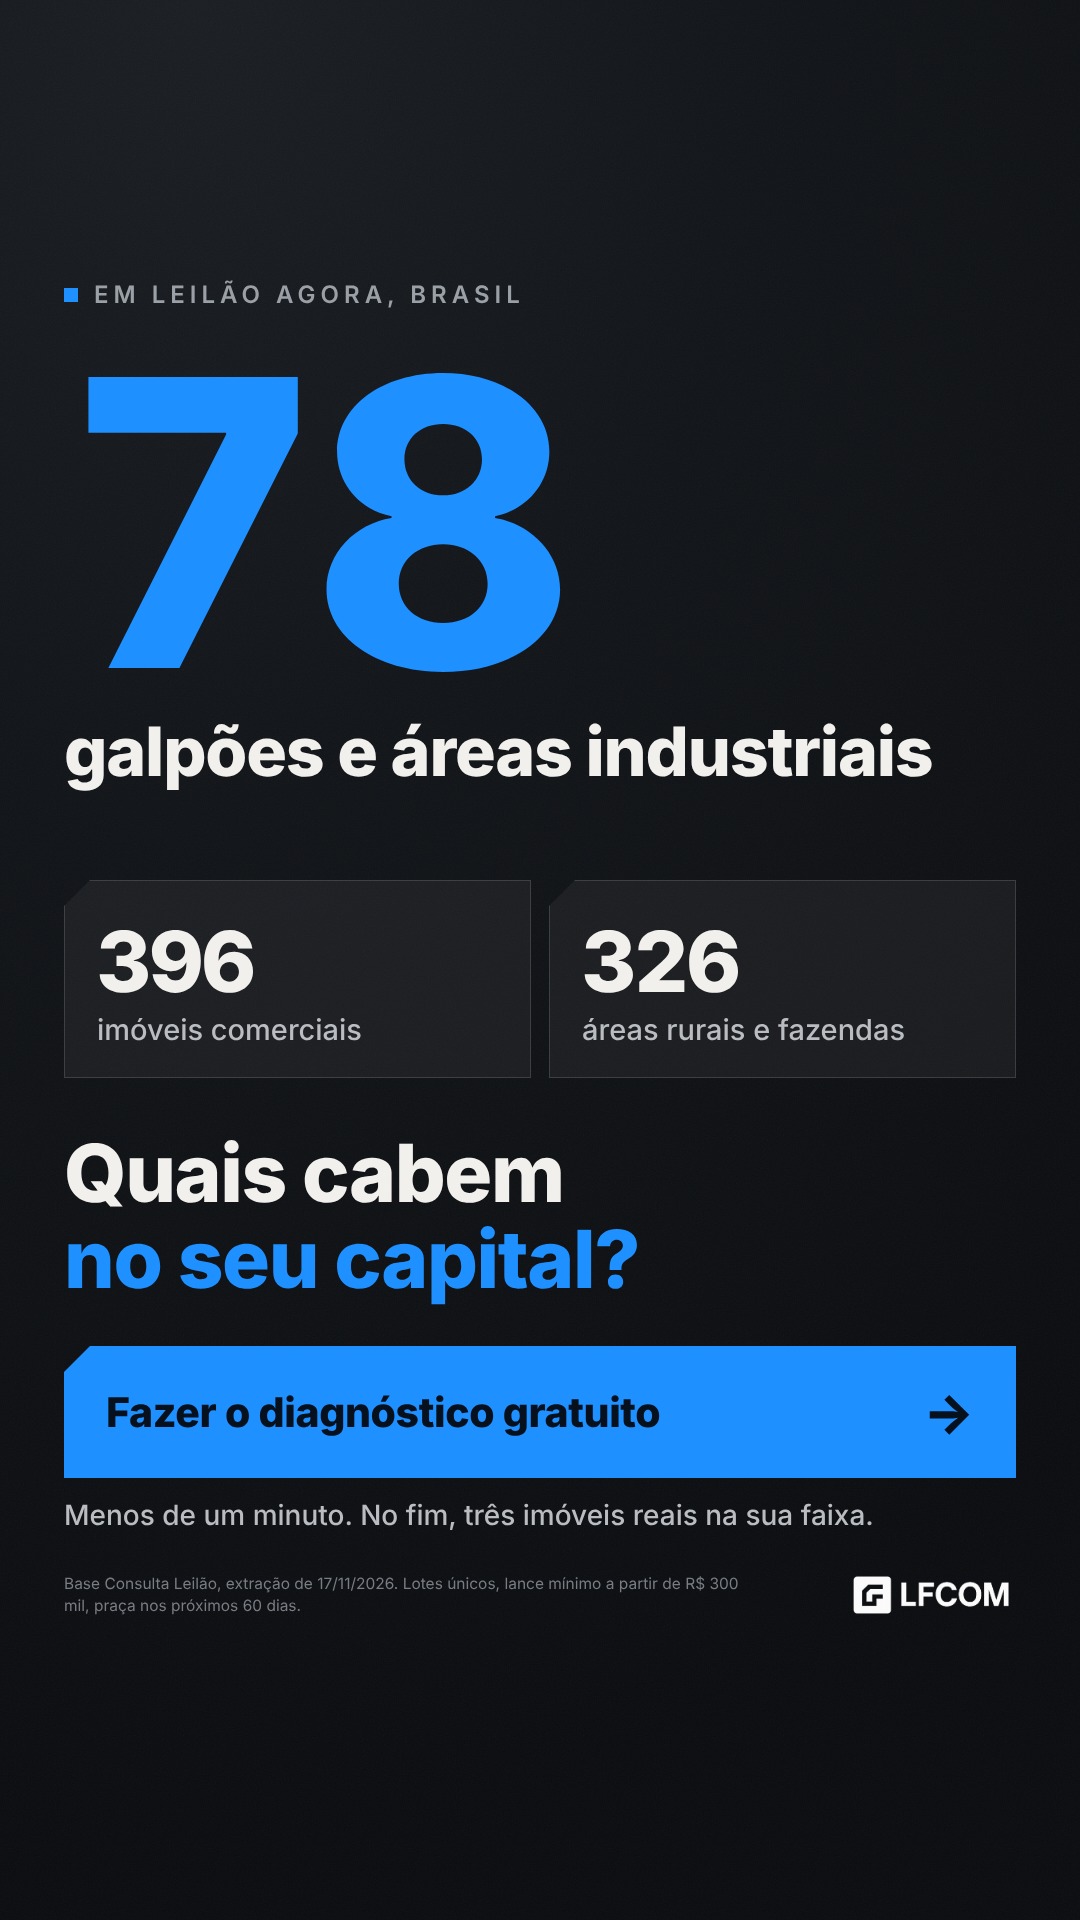 EM LEILÃO AGORA, BRASIL
78
galpões e áreas industriais
396
imóveis comerciais
326
áreas rurais e fazendas
Quais cabem
no seu capital?
Fazer o diagnóstico gratuito →
Menos de um minuto. No fim, três imóveis reais na sua faixa.
Base Consulta Leilão, extração de 17/11/2026. Lotes únicos, lance mínimo a partir de R$ 300
mil, praça nos próximos 60 dias.
LFCOM